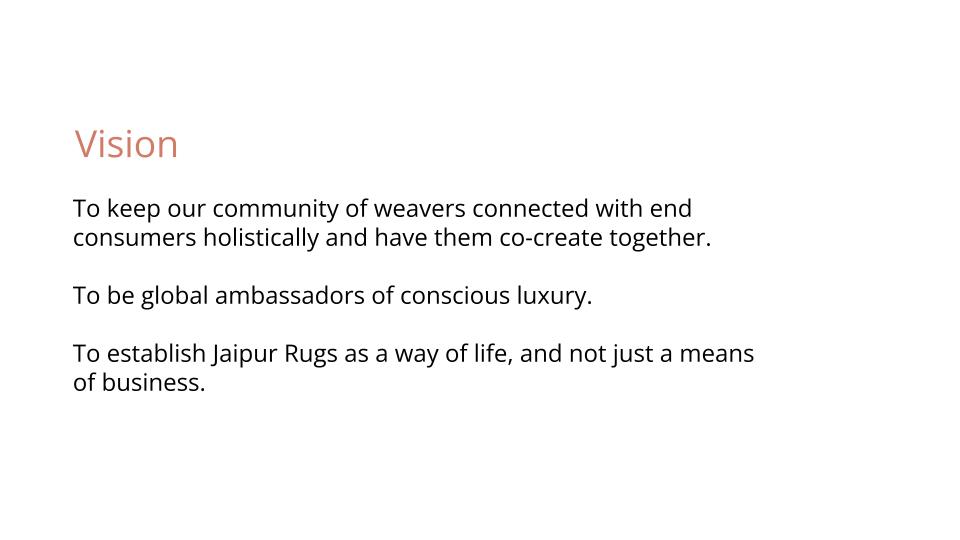 Vision
To keep our community of weavers connected with end
consumers holistically and have them co-create together.
To be global ambassadors of conscious luxury.
To establish Jaipur Rugs as a way of life, and not just a means
of business.